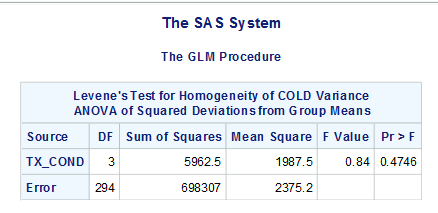 The SAS System
The GLM Procedure
Levene's Test for Homogeneity of COLD Variance
ANOVA of Squared Deviations from Group Means
Source DF Sum of Squares Mean Square F Value Pr > F
TX_COND 3 5962.5 1987.5 0.84 0.4746
Error 294 698307 2375.2